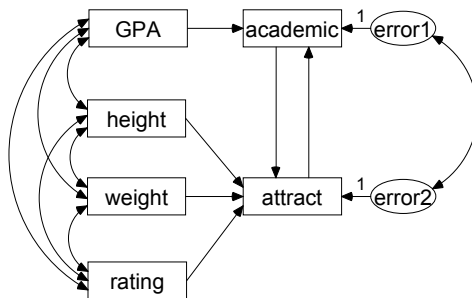 GPA academic 1 error1
height
weight attract 1 error2
rating